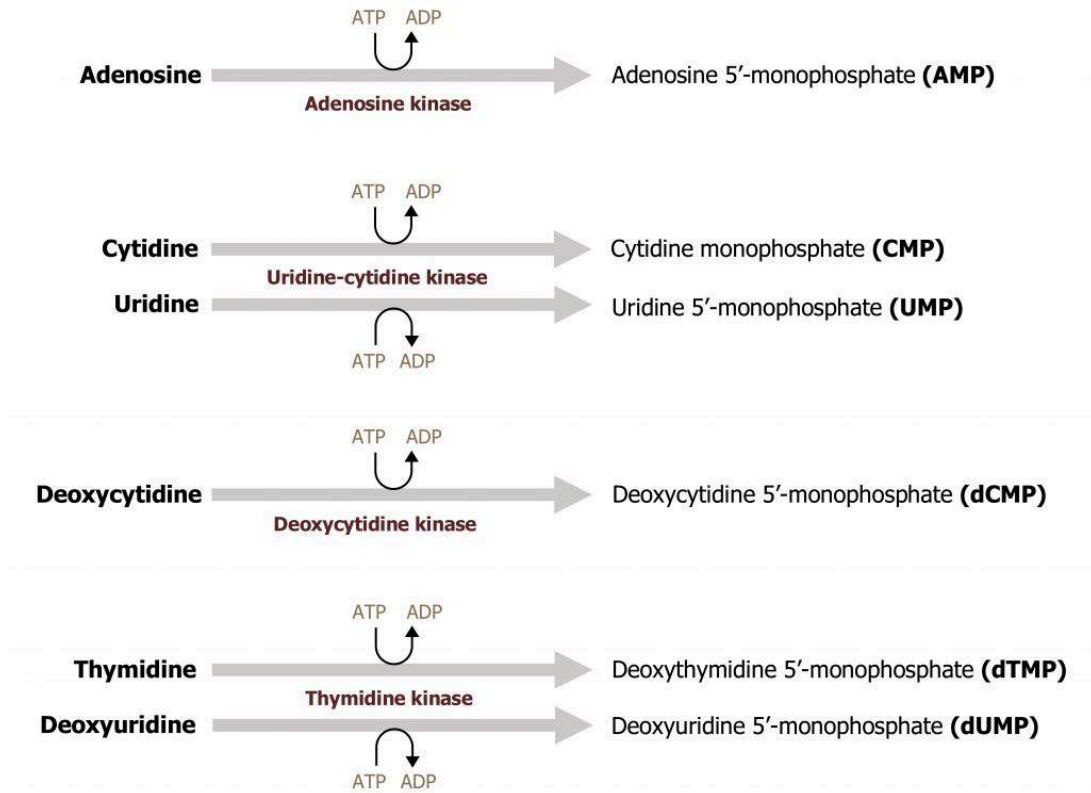 ATP ADP
Adenosine Adenosine 5′-monophosphate (AMP)
Adenosine kinase
ATP ADP
Cytidine Cytidine monophosphate (CMP)
Uridine-cytidine kinase
Uridine Uridine 5′-monophosphate (UMP)
ATP ADP
ATP ADP
Deoxycytidine Deoxycytidine 5′-monophosphate (dCMP)
Deoxycytidine kinase
ATP ADP
Thymidine Deoxythymidine 5′-monophosphate (dTMP)
Thymidine kinase
Deoxyuridine Deoxyuridine 5′-monophosphate (dUMP)
ATP ADP